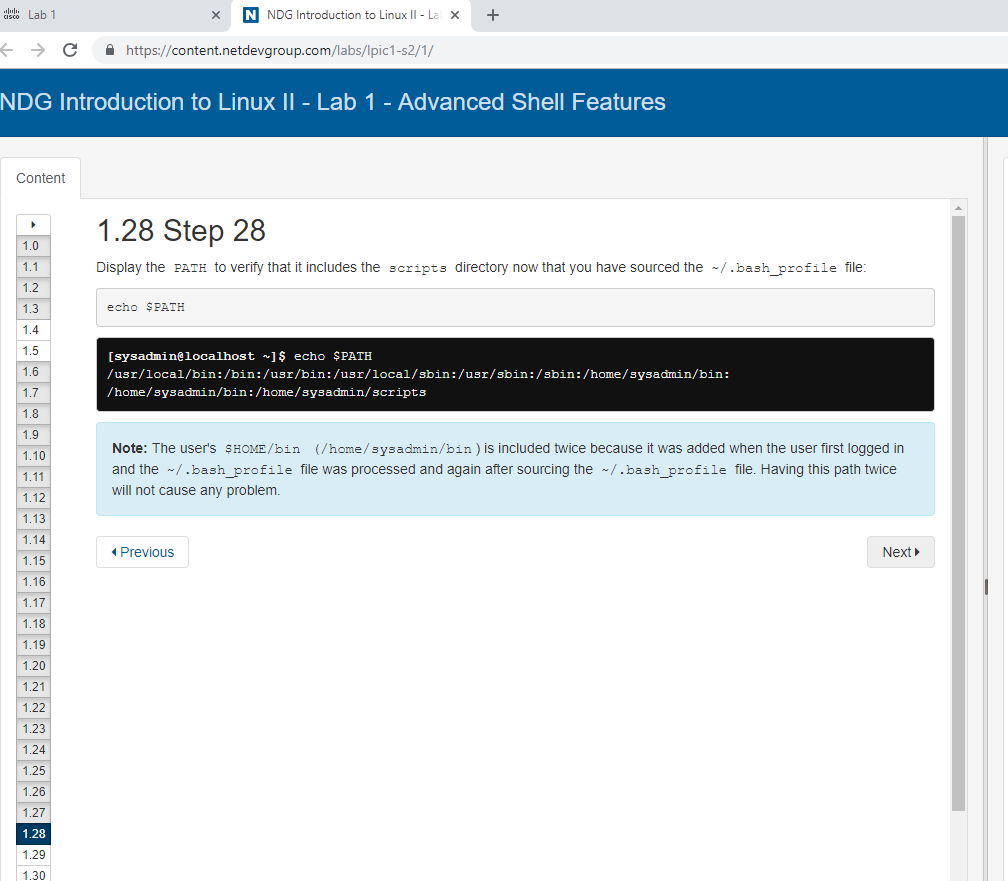 Lab 1
NDG Introduction to Linux II - La
https://content.netdevgroup.com/labs/lpic1-s2/1/
NDG Introduction to Linux II - Lab 1 - Advanced Shell Features
Content
1.28 Step 28
Display the PATH to verify that it includes the scripts directory now that you have sourced the ~/.bash_profile file:
echo $PATH
[sysadmin@localhost ~]$ echo $PATH
/usr/local/bin:/bin:/usr/bin:/usr/local/sbin:/usr/sbin:/sbin:/home/sysadmin/bin:
/home/sysadmin/bin:/home/sysadmin/scripts
Note: The user's $HOME/bin (/home/sysadmin/bin) is included twice because it was added when the user first logged in
and the ~/.bash_profile file was processed and again after sourcing the ~/.bash_profile file. Having this path twice
will not cause any problem.
Previous
Next
1.0
1.1
1.2
1.3
1.4
1.5
1.6
1.7
1.8
1.9
1.10
1.11
1.12
1.13
1.14
1.15
1.16
1.17
1.18
1.19
1.20
1.21
1.22
1.23
1.24
1.25
1.26
1.27
1.28
1.29
1.30